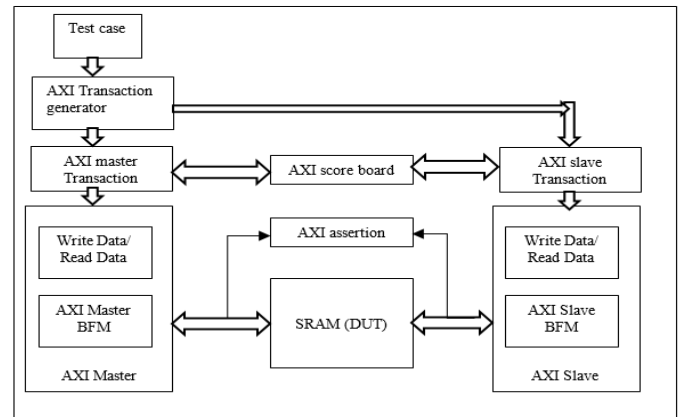 Test case
AXI Transaction
generator
AXI master
Transaction
AXI score board
AXI slave
Transaction
AXI assertion
Write Data/
Read Data
AXI Master
BFM
AXI Master
SRAM (DUT)
Write Data/
Read Data
AXI Slave
BFM
AXI Slave